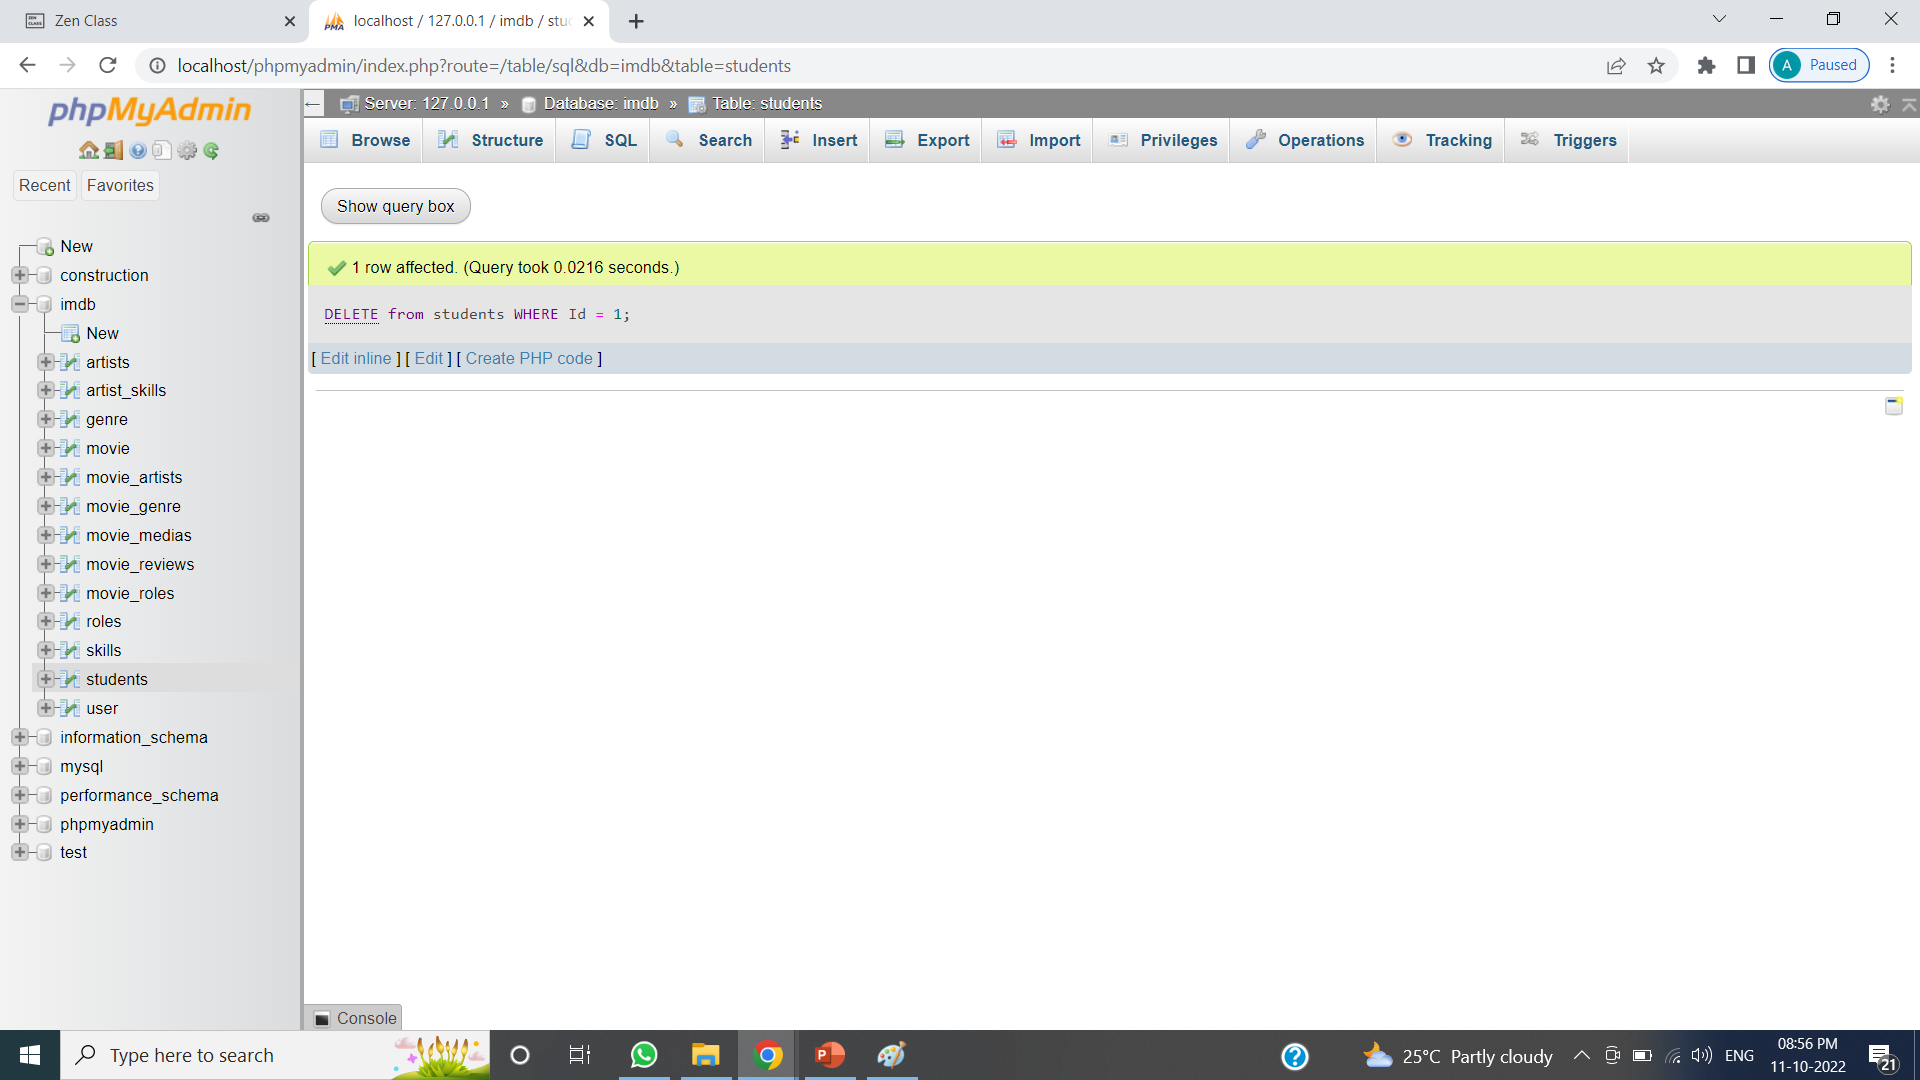 Zen Class
localhost / 127.0.0.1 / imdb / stu
localhost/phpmyadmin/index.php?route=/table/sql&db=imdb&table=students
A Paused
phpMyAdmin
Recent Favorites
New
construction
imdb
New
artists
artist_skills
genre
movie
movie_artists
movie_genre
movie_medias
movie_reviews
movie_roles
roles
skills
students
user
information_schema
mysql
performance_schema
phpmyadmin
test
Server: 127.0.0.1 » Database: imdb » Table: students
Browse Structure SQL Search Insert Export Import Privileges Operations Tracking Triggers
Show query box
1 row affected. (Query took 0.0216 seconds.)
DELETE from students WHERE Id = 1;
[ Edit inline ] [ Edit ] [ Create PHP code ]
Console
Type here to search
25°C Partly cloudy
ENG
08:56 PM
11-10-2022
21